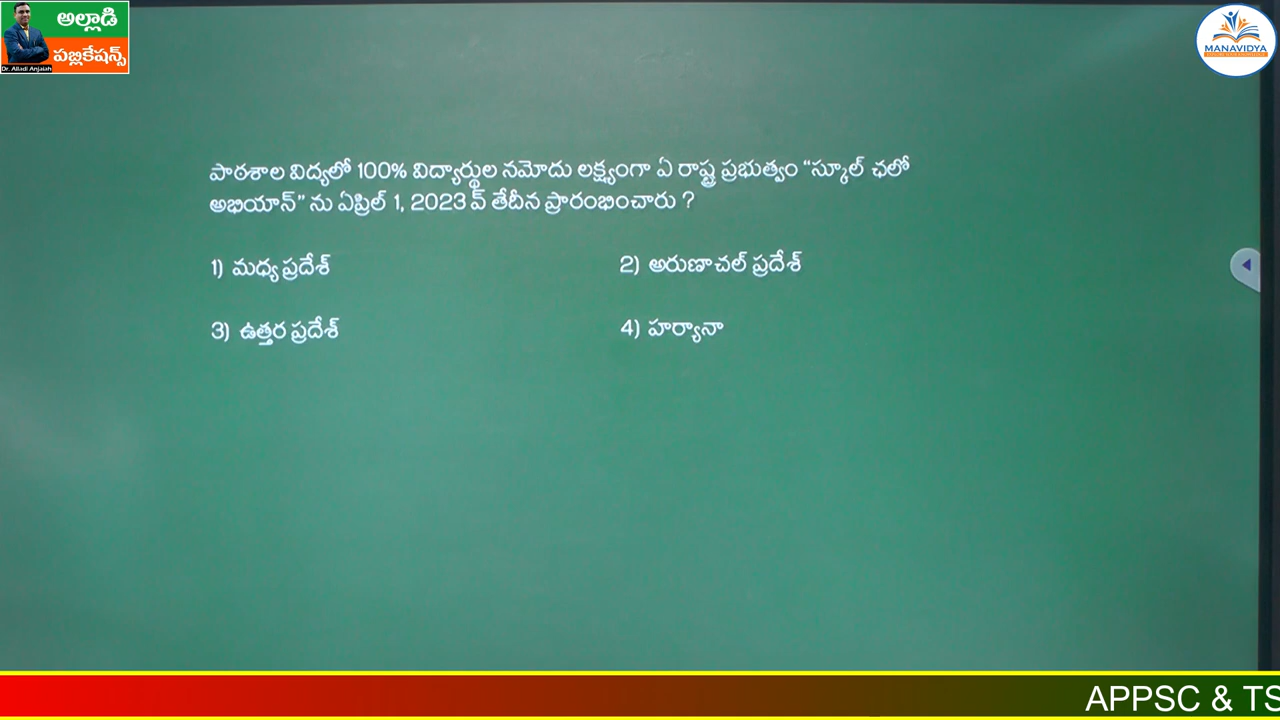 అల్లాడి
పబ్లికేషన్స్
Dr. Alladi Anjaiah
MANAVIDYA
పాఠశాల విద్యలో 100% విద్యార్థుల నమోదు లక్ష్యంగా ఏ రాష్ట్ర ప్రభుత్వం “స్కూల్ ఛలో
అభియాన్” ను ఏప్రిల్ 1, 2023 వ్ తేదీన ప్రారంభించారు ?
1) మధ్య ప్రదేశ్
2) అరుణాచల్ ప్రదేశ్
3) ఉత్తర ప్రదేశ్
4) హర్యానా
APPSC & TS